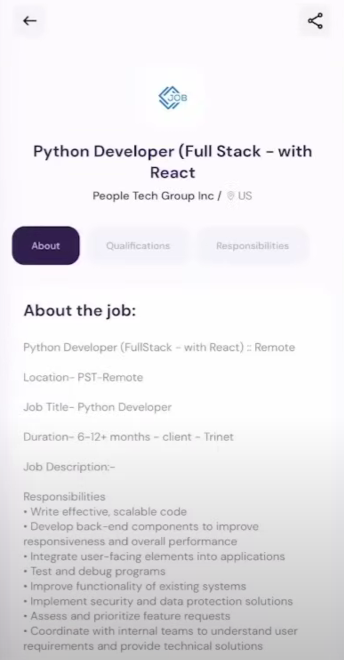 JOB
Python Developer (Full Stack - with
React
People Tech Group Inc / US
About
Qualifications
Responsibilities
About the job:
Python Developer (FullStack - with React) :: Remote
Location- PST-Remote
Job Title- Python Developer
Duration- 6-12+ months - client - Trinet
Job Description:-
Responsibilities
• Write effective, scalable code
• Develop back-end components to improve
responsiveness and overall performance
• Integrate user-facing elements into applications
• Test and debug programs
• Improve functionality of existing systems
• Implement security and data protection solutions
• Assess and prioritize feature requests
• Coordinate with internal teams to understand user
requirements and provide technical solutions